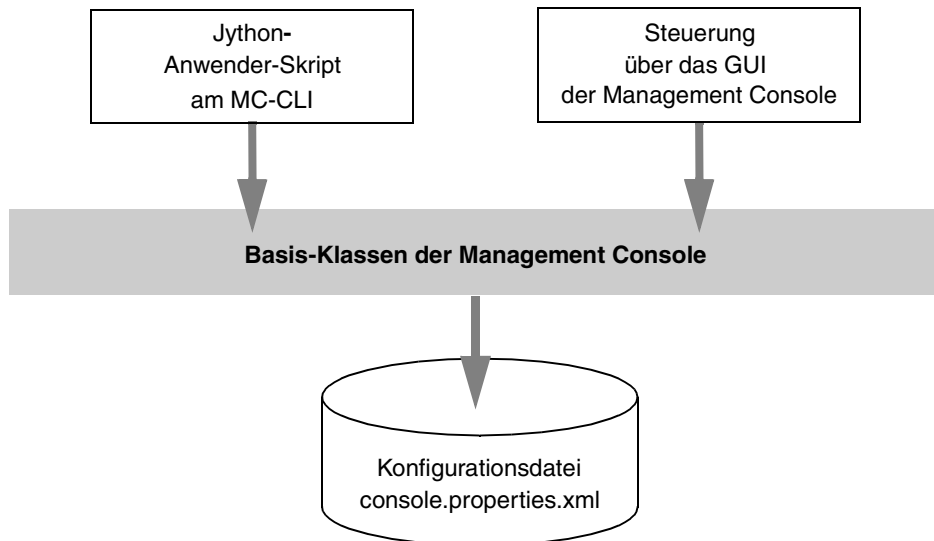 Jython-
Anwender-Skript
am MC-CLI
Steuerung
über das GUI
der Management Console
Basis-Klassen der Management Console
Konfigurationsdatei
console.properties.xml